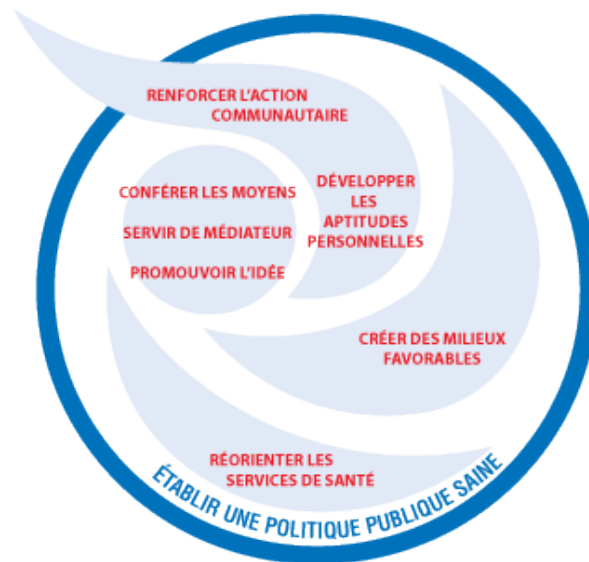 RENFORCER L'ACTION
COMMUNAUTAIRE
CONFÉRER LES MOYENS
SERVIR DE MÉDIATEUR
PROMOUVOIR L'IDÉE
DÉVELOPPER
LES
APTITUDES
PERSONNELLES
CRÉER DES MILIEUX
FAVORABLES
RÉORIENTER LES
SERVICES DE SANTÉ
ÉTABLIR UNE POLITIQUE PUBLIQUE SAINE